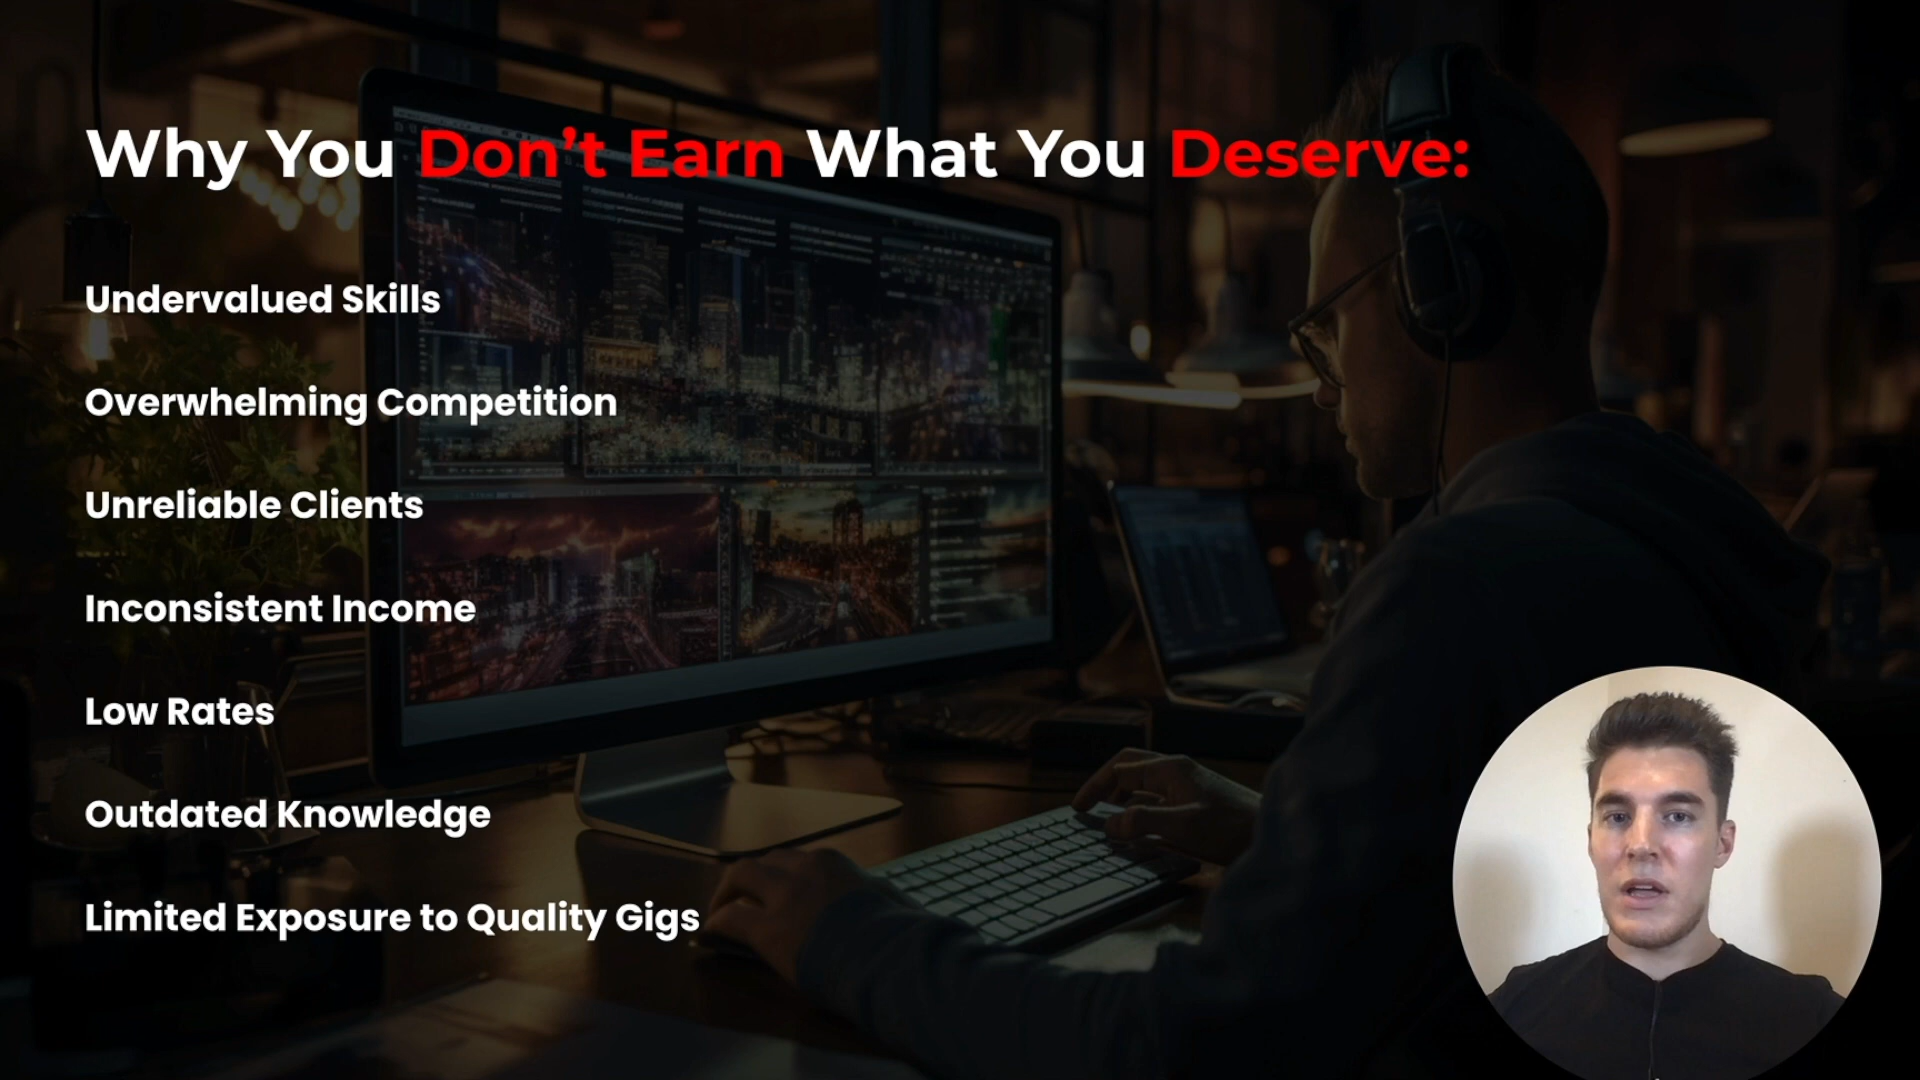 Why You Don't Earn What You Deserve:
Undervalued Skills
Overwhelming Competition
Unreliable Clients
Inconsistent Income
Low Rates
Outdated Knowledge
Limited Exposure to Quality Gigs